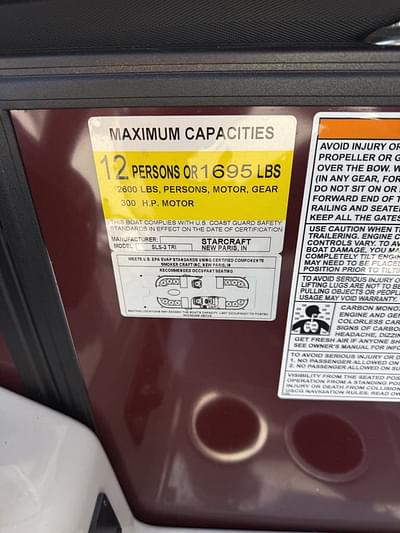 MAXIMUM CAPACITIES
12 PERSONS OR 1695 LBS
2600 LBS, PERSONS, MOTOR, GEAR
300 H.P. MOTOR
THIS BOAT COMPLIES WITH U.S. COAST GUARD SAFETY
STANDARDS IN EFFECT ON THE DATE OF CERTIFICATION
MANUFACTURER: STARCRAFT
MODEL: SLS-3 TRI NEW PARIS, IN
MEETS U.S. EPA EVAP STANDARDS USING CERTIFIED COMPONENTS
SMOKER CRAFT INC, NEW PARIS, IN
RECOMMENDED OCCUPANT SEATING
AVOID INJURY OR
PROPELLER OR G
OVER THE BOW. W
(IN ANY GEAR, FOR
DO NOT SIT ON OR
FORWARD END OF T
RAILING AND SEATE
KEEP ALL THE GATES
USE CAUTION WHEN T
TRAILERING. ENGINE C
CONTROLS VARY. TO A
BOAT DAMAGE, YOU MA
COMPLETELY TILT ENGIN
MAY NEED TO BE PLACE
POSITION PRIOR TO TILTI
TO AVOID SERIOUS INJURY O
LIFTING LUGS ARE NOT TO BE
PULLING OBJECTS OR PEOPLE
USAGE MAY VOID WARRANTY.
CARBON MONO
ENGINE AND GEN
COLORLESS CAR
SIGNS OF CARBO
HEADACHE, DIZZIN
GET FRESH AIR IF ANYONE SH
SEE OWNER'S MANUAL FOR INFO
TO AVOID SERIOUS INJURY OR D
1. NO PASSENGER ALLOWED ON
2. NO PASSENGER ALLOWED ON SU
VISIBILITY FROM THE SEATED POS
OPERATION FROM A STANDING PO
INJURY OR DEATH FROM COLLISION
USCG NAVIGATION RULES. READ OW